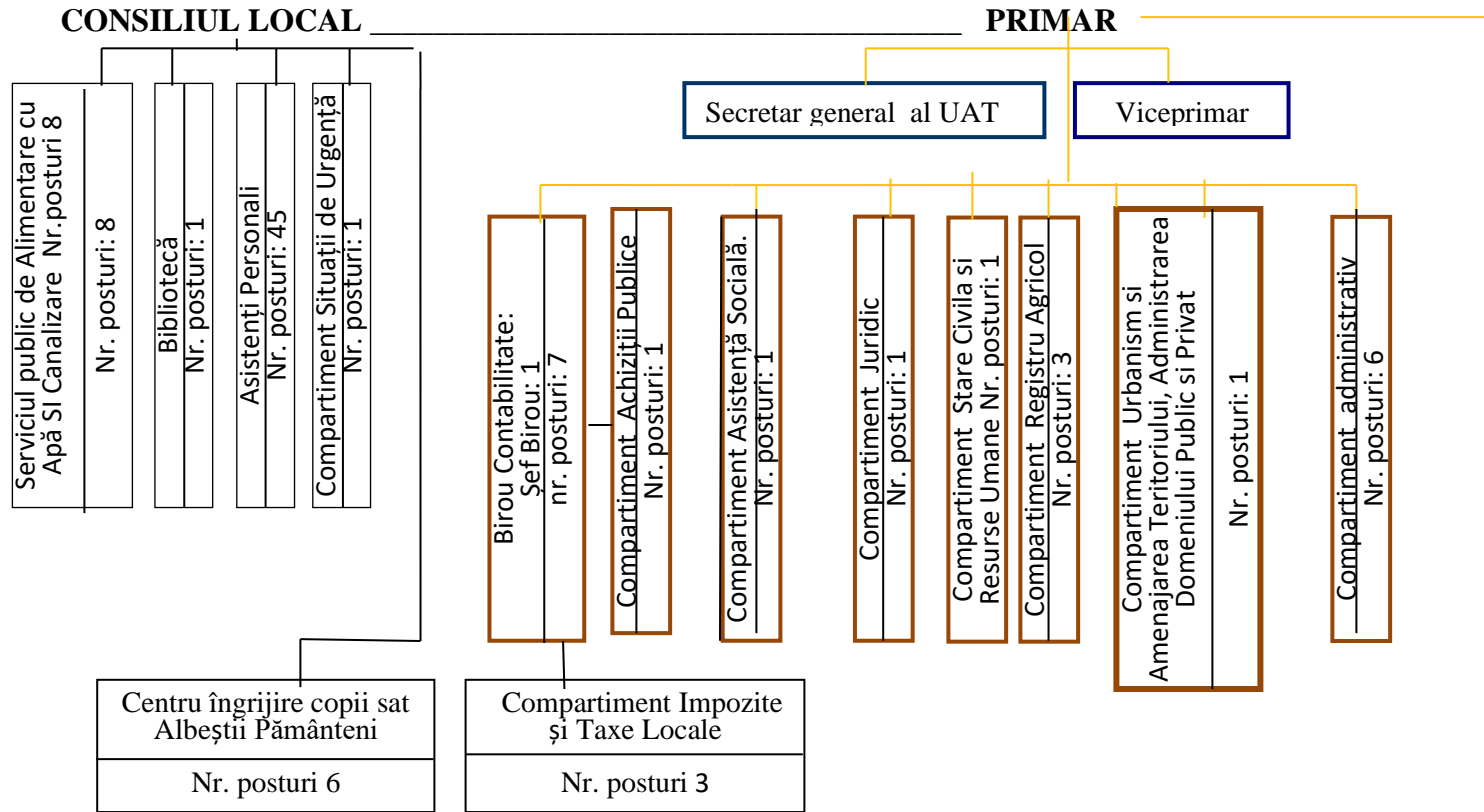 CONSILIUL LOCAL _____________________________________ PRIMAR
Secretar general al UAT
Viceprimar
Serviciul public de Alimentare cu
Apă SI Canalizare Nr.posturi 8
Nr. posturi: 8
Bibliotecă
Nr. posturi: 1
Asistenți Personali
Nr. posturi: 45
Compartiment Situații de Urgență
Nr. posturi: 1
Birou Contabilitate:
Șef Birou: 1
nr. posturi: 7
Compartiment Achiziții Publice
Nr. posturi: 1
Compartiment Asistență Socială.
Nr. posturi: 1
Compartiment Juridic
Nr. posturi: 1
Compartiment Stare Civila si
Resurse Umane Nr. posturi: 1
Compartiment Registru Agricol
Nr. posturi: 3
Compartiment Urbanism si
Amenajarea Teritoriului, Administrarea
Domeniului Public si Privat
Nr. posturi: 1
Compartiment administrativ
Nr. posturi: 6
Centru îngrijire copii sat
Albeștii Pământeni
Nr. posturi 6
Compartiment Impozite
și Taxe Locale
Nr. posturi 3